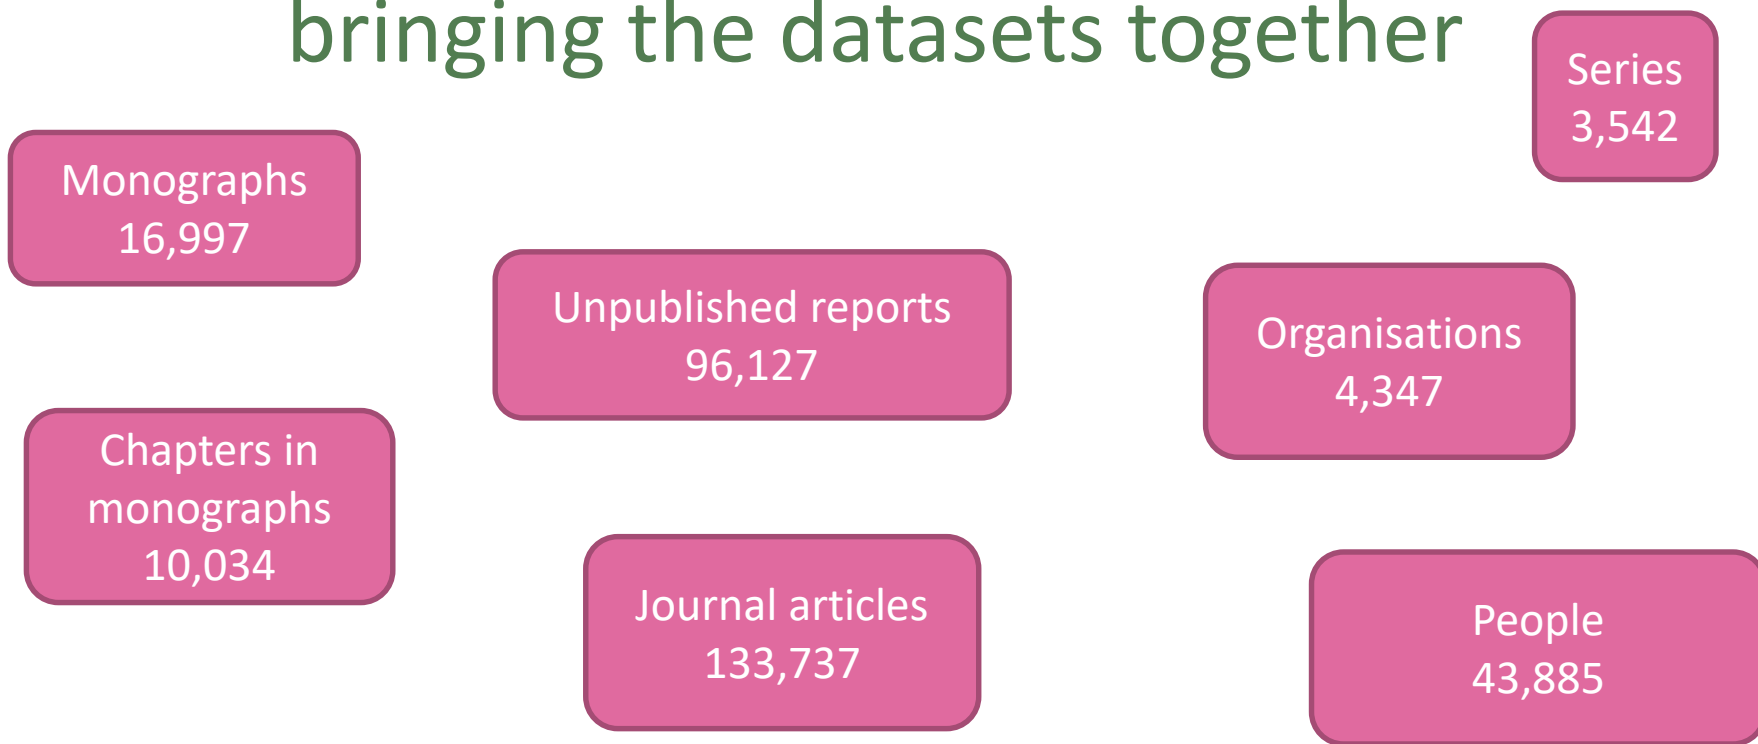 bringing the datasets together
Series
3,542
Monographs
16,997
Unpublished reports
96,127
Organisations
4,347
Chapters in
monographs
10,034
Journal articles
133,737
People
43,885